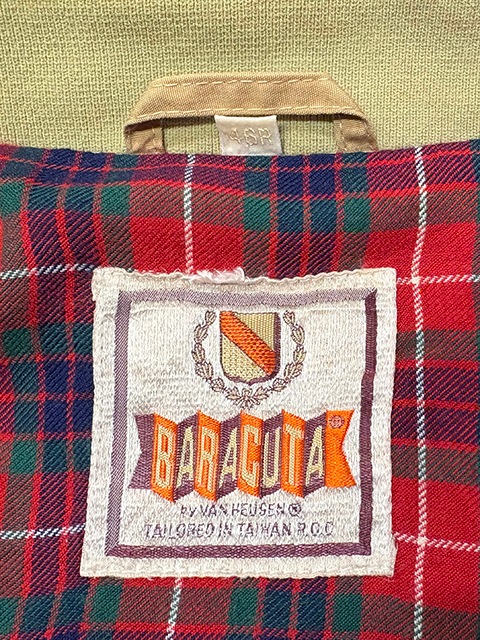 46R
BARACUTA
by VAN HEUSEN®
TAILORED IN TAIWAN R.O.C